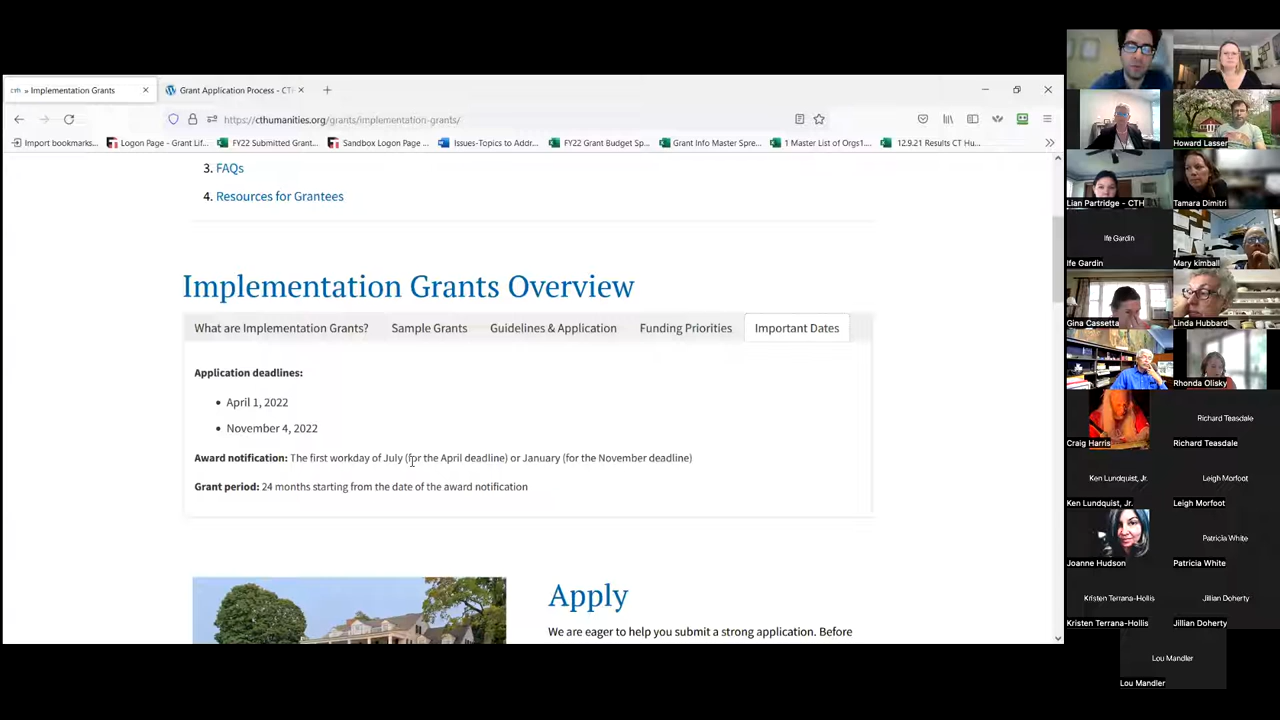 CTH » Implementation Grants
Grant Application Process - CTH
https://cthumanities.org/grants/implementation-grants/
Import bookmarks...
Logon Page - Grant Lif...
FY22 Submitted Grant...
Sandbox Logon Page ...
Issues-Topics to Addr...
FY22 Grant Budget Sp...
Grant Info Master Spre...
1 Master List of Orgs1....
12.9.21 Results CT Hu...
3. FAQs
4. Resources for Grantees
Implementation Grants Overview
What are Implementation Grants?
Sample Grants
Guidelines & Application
Funding Priorities
Important Dates
Application deadlines:
• April 1, 2022
• November 4, 2022
Award notification: The first workday of July (for the April deadline) or January (for the November deadline)
Grant period: 24 months starting from the date of the award notification
Apply
We are eager to help you submit a strong application. Before
Howard Lasser
Lian Partridge - CTH
Tamara Dimitri
Ife Gardin
Ife Gardin
Mary kimball
Gina Cassetta
Linda Hubbard
Rhonda Olisky
Craig Harris
Richard Teasdale
Richard Teasdale
Ken Lundquist, Jr.
Ken Lundquist, Jr.
Leigh Morfoot
Leigh Morfoot
Joanne Hudson
Patricia White
Patricia White
Kristen Terrana-Hollis
Kristen Terrana-Hollis
Jillian Doherty
Jillian Doherty
Lou Mandler
Lou Mandler